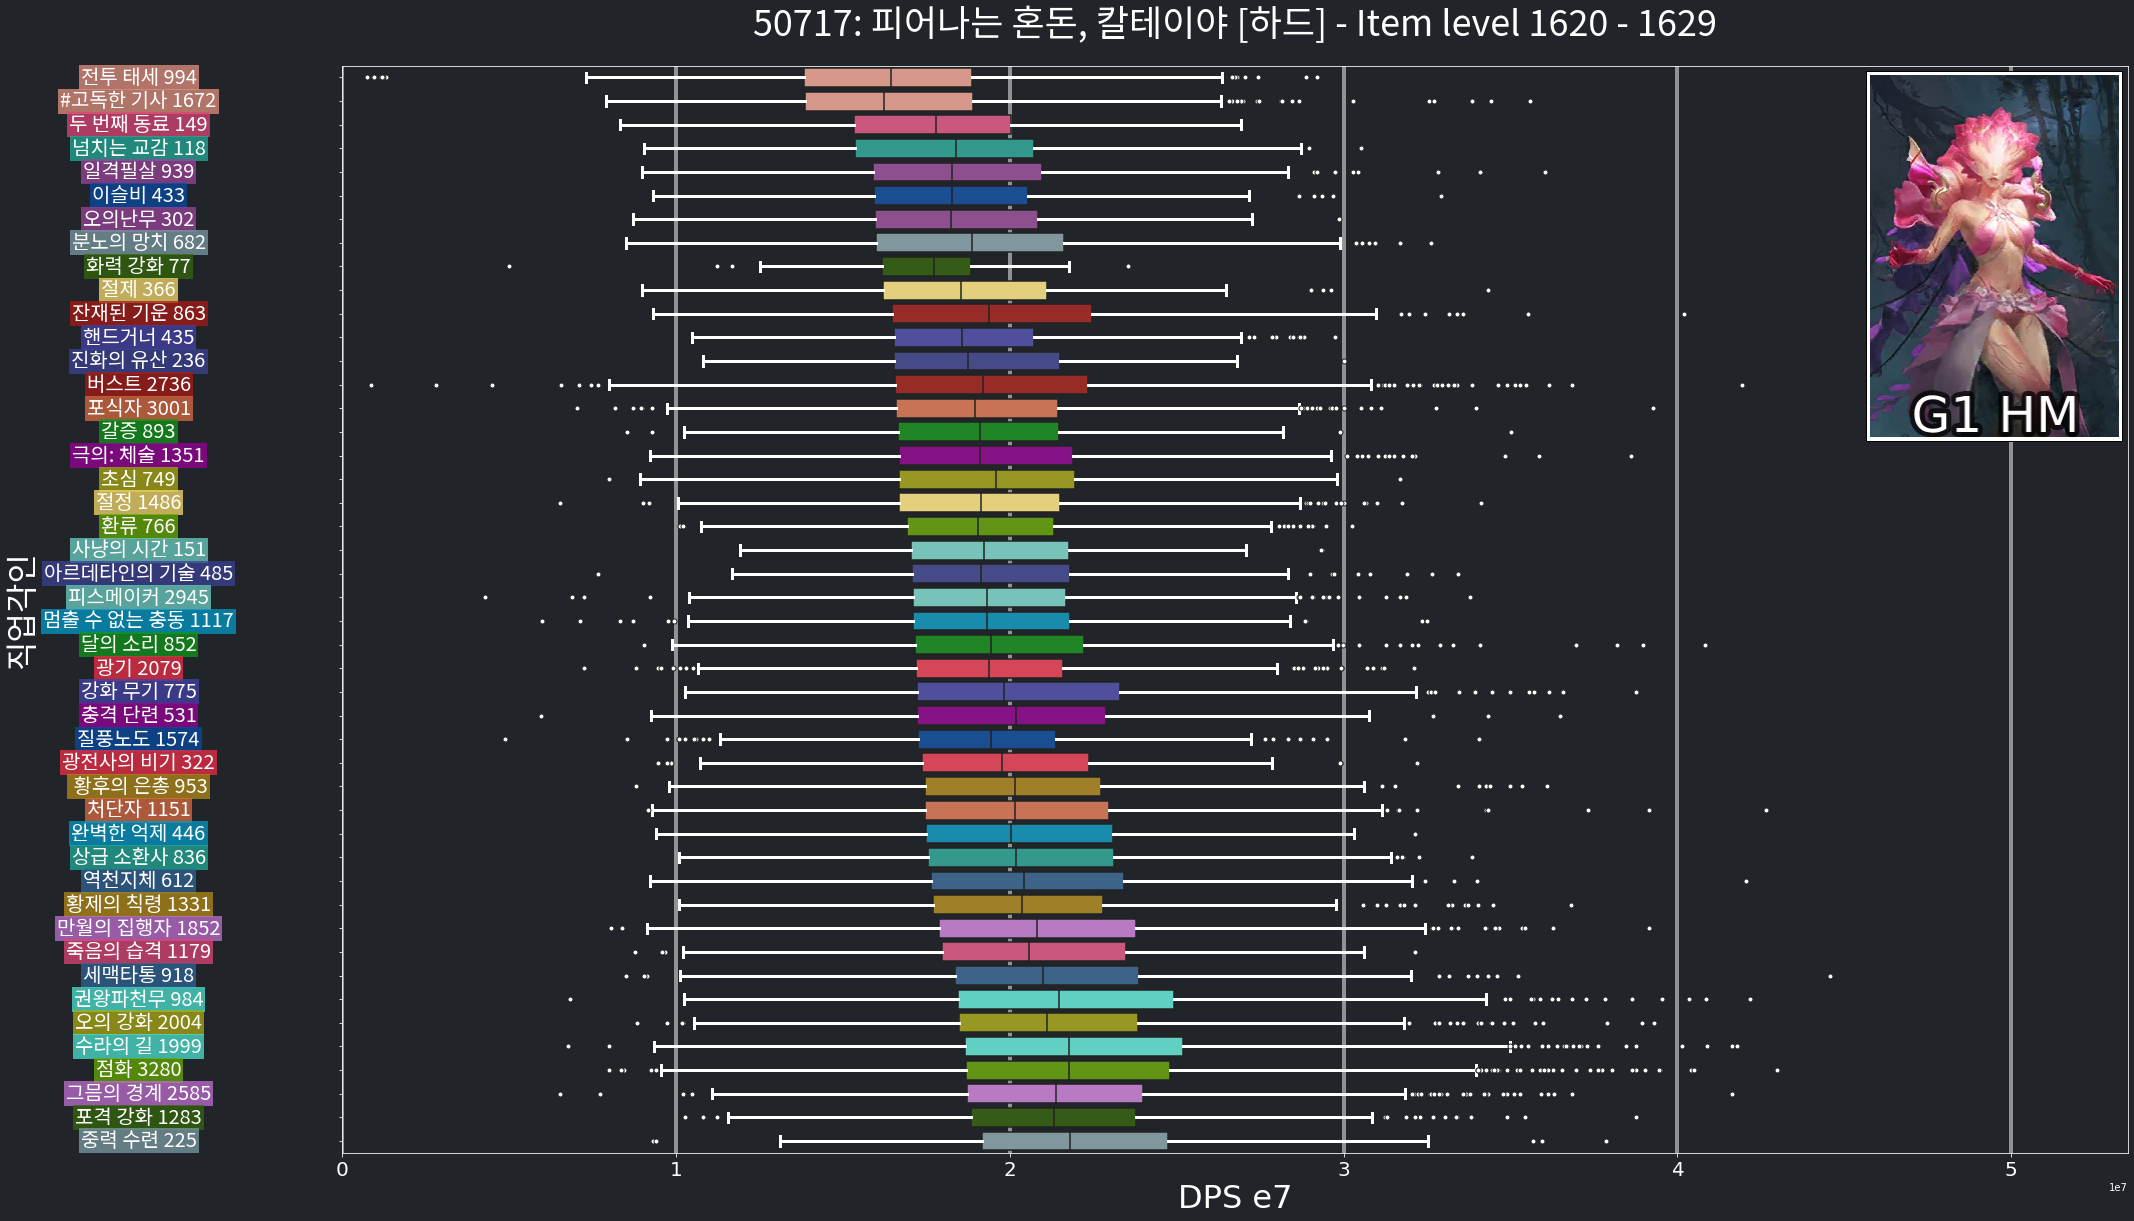 50717: 피어나는 혼돈, 칼테이야 [하드] - Item level 1620 - 1629
전투 태세 994
#고독한 기사 1672
두 번째 동료 149
넘치는 교감 118
일격필살 939
이슬비 433
오의난무 302
분노의 망치 682
화력 강화 77
절제 366
잔재된 기운 863
핸드거너 435
진화의 유산 236
버스트 2736
포식자 3001
갈증 893
극의: 체술 1351
초심 749
절정 1486
환류 766
사냥의 시간 151
아르데타인의 기술 485
피스메이커 2945
멈출 수 없는 충동 1117
달의 소리 852
광기 2079
강화 무기 775
충격 단련 531
질풍노도 1574
광전사의 비기 322
황후의 은총 953
처단자 1151
완벽한 억제 446
상급 소환사 836
역천지체 612
황제의 칙령 1331
만월의 집행자 1852
죽음의 습격 1179
세맥타통 918
권왕파천무 984
오의 강화 2004
수라의 길 1999
점화 3280
그믐의 경계 2585
포격 강화 1283
중력 수련 225
직업각인
G1 HM
0 1 2 3 4 5
1e7
DPS e7